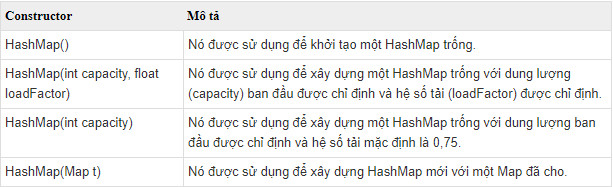 Constructor Mô tả
HashMap() Nó được sử dụng để khởi tạo một HashMap trống.
HashMap(int capacity, float loadFactor) Nó được sử dụng để xây dựng một HashMap trống với dung lượng
(capacity) ban đầu được chỉ định và hệ số tải (loadFactor) được chỉ định.
HashMap(int capacity) Nó được sử dụng để xây dựng một HashMap trống với dung lượng ban
đầu được chỉ định và hệ số tải mặc định là 0,75.
HashMap(Map t) Nó được sử dụng để xây dựng HashMap mới với một Map đã cho.